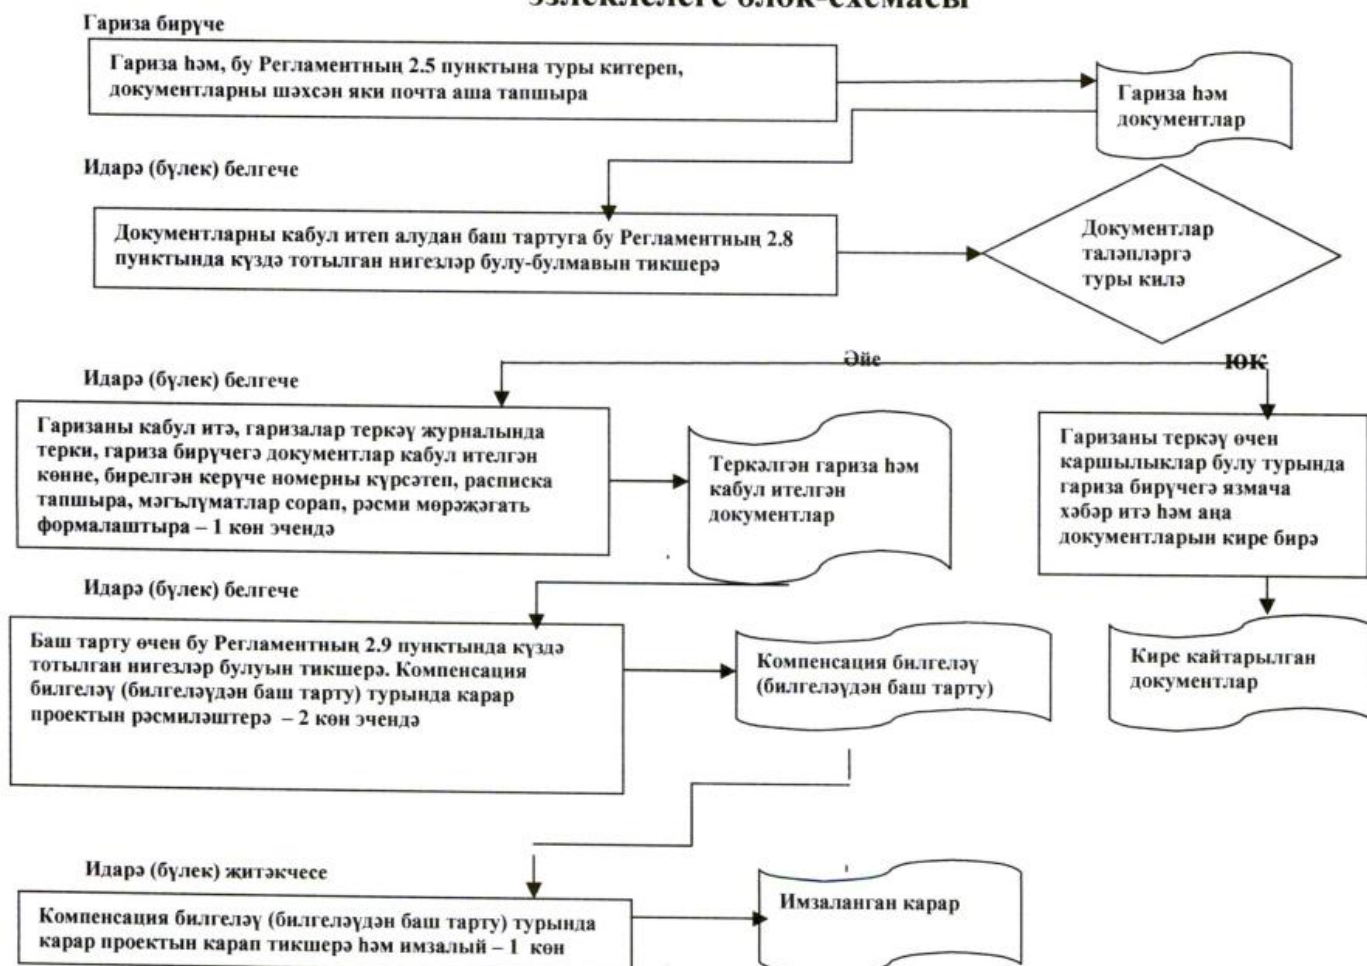 эзлеклелеге блок-схемасы
Гариза бирүче
Гариза һәм, бу Регламентның 2.5 пунктына туры китереп,
документларны шәхсән яки почта аша тапшыра
Гариза һәм
документлар
Идарә (бүлек) белгече
Документларны кабул итеп алудан баш тартуга бу Регламентның 2.8
пунктында күздә тотылган нигезләр булу-булмавын тикшерә
Документлар
таләпләргә
туры килә
Әйе
юк
Идарә (бүлек) белгече
Гаризаны кабул итә, гаризалар теркәү журналында
терки, гариза бирүчегә документлар кабул ителгән
көнне, бирелгән керүче номерны күрсәтеп, расписка
тапшыра, мәгълүматлар сорап, рәсми мөрәҗәгать
формалаштыра – 1 көн эчендә
Теркәлгән гариза һәм
кабул ителгән
документлар
Гаризаны теркәү өчен
каршылыклар булу турында
гариза бирүчегә язмача
хәбәр итә һәм аңа
документларын кире бирә
Идарә (бүлек) белгече
Баш тарту өчен бу Регламентның 2.9 пунктында күздә
тотылган нигезләр булуын тикшерә. Компенсация
билгеләү (билгеләүдән баш тарту) турында карар
проектын рәсмиләштерә – 2 көн эчендә
Компенсация билгеләү
(билгеләүдән баш тарту)
Кире кайтарылган
документлар
Идарә (бүлек) җитәкчесе
Компенсация билгеләү (билгеләүдән баш тарту) турында
карар проектын карап тикшерә һәм имзалый – 1 көн
Имзаланган карар